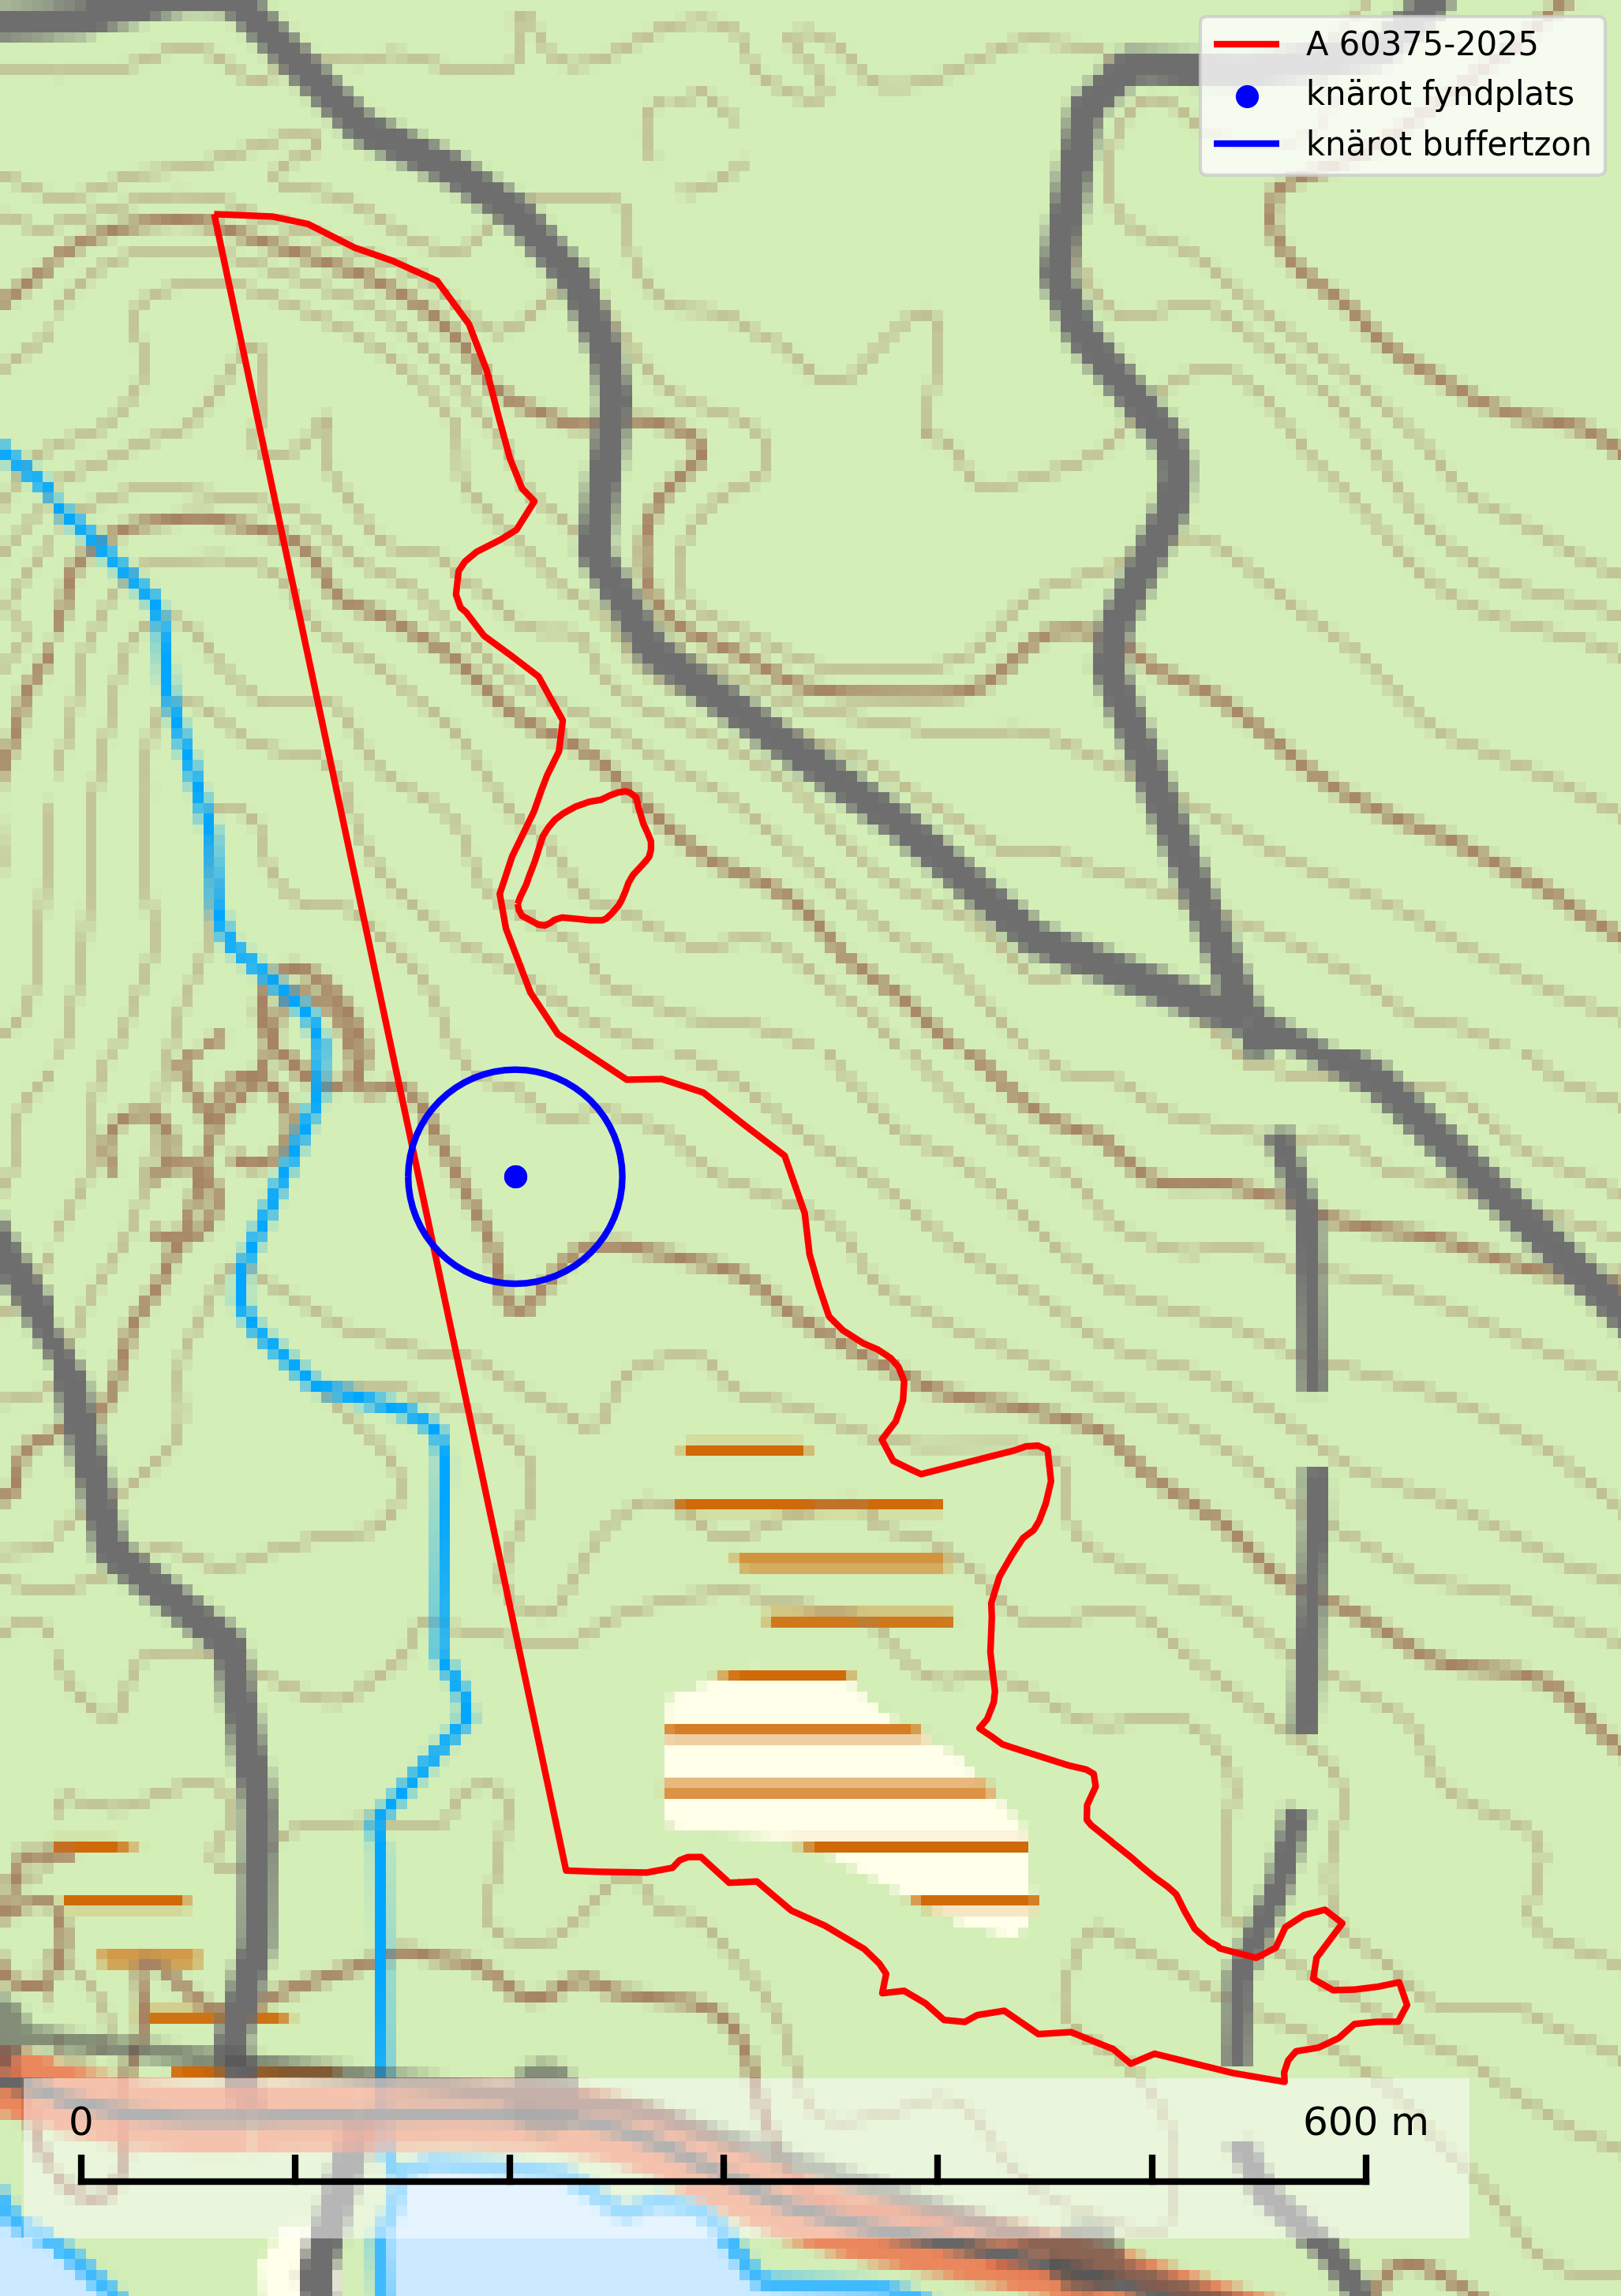 A 60375-2025
knärot fyndplats
knärot buffertzon
0
600 m